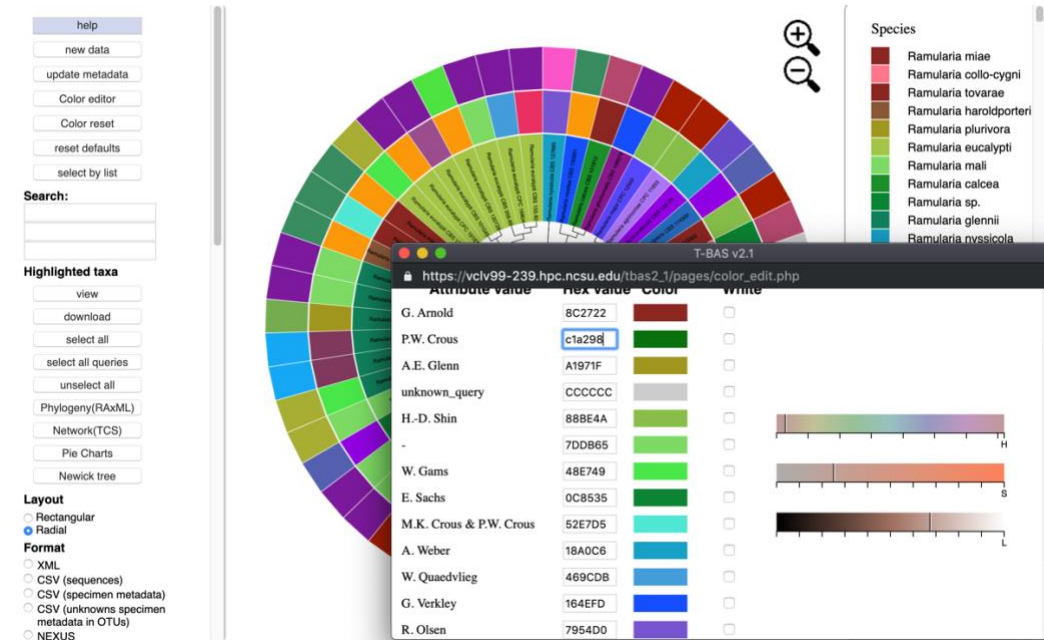 help
new data
update metadata
Color editor
Color reset
reset defaults
select by list
Search:
Highlighted taxa
view
download
select all
select all queries
unselect all
Phylogeny(RAxML)
Network(TCS)
Pie Charts
Newick tree
Layout
Rectangular
Radial
Format
XML
CSV (sequences)
CSV (specimen metadata)
CSV (unknowns specimen
metadata in OTUs)
NEXUS
Species
Ramularia miae
Ramularia collo-cygni
Ramularia tovarae
Ramularia haroldporteri
Ramularia plurivora
Ramularia eucalypti
Ramularia mali
Ramularia calcea
Ramularia sp.
Ramularia glennii
Ramularia nyssicola
T-BAS v2.1
https://vclv99-239.hpc.ncsu.edu/tbas2_1/pages/color_edit.php
Attribute value Hex value Color White
G. Arnold 8C2722
P.W. Crous c1a298
A.E. Glenn A1971F
unknown_query CCCCCC
H.-D. Shin 88BE4A
- 7DDB65
W. Gams 48E749
E. Sachs 0C8535
M.K. Crous & P.W. Crous 52E7D5
A. Weber 18A0C6
W. Quaedvlieg 469CDB
G. Verkley 164EFD
R. Olsen 7954D0
H
S
L